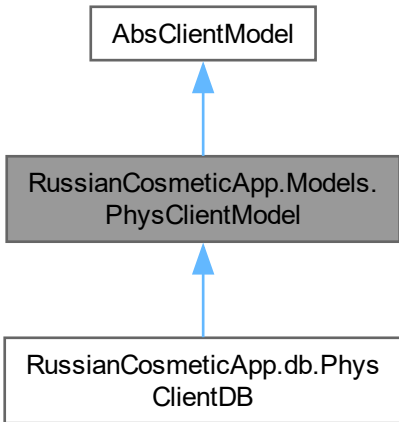 AbsClientModel
RussianCosmeticApp.Models.
PhysClientModel
RussianCosmeticApp.db.Phys
ClientDB